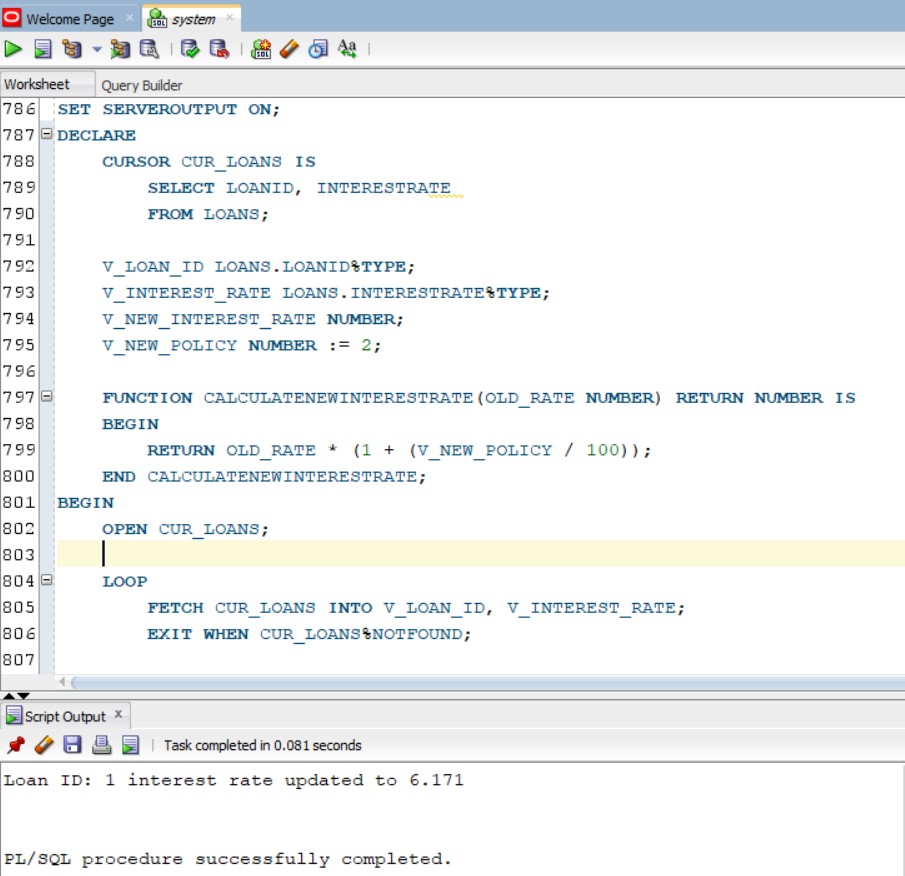 Welcome Page × system ×
Worksheet Query Builder
786 SET SERVEROUTPUT ON;
787 DECLARE
788 CURSOR CUR_LOANS IS
789 SELECT LOANID, INTERESTRATE
790 FROM LOANS;
791
792 V_LOAN_ID LOANS.LOANID%TYPE;
793 V_INTEREST_RATE LOANS.INTERESTRATE%TYPE;
794 V_NEW_INTEREST_RATE NUMBER;
795 V_NEW_POLICY NUMBER := 2;
796
797 FUNCTION CALCULATENEWINTERESTRATE(OLD_RATE NUMBER) RETURN NUMBER IS
798 BEGIN
799 RETURN OLD_RATE * (1 + (V_NEW_POLICY / 100));
800 END CALCULATENEWINTERESTRATE;
801 BEGIN
802 OPEN CUR_LOANS;
803
804 LOOP
805 FETCH CUR_LOANS INTO V_LOAN_ID, V_INTEREST_RATE;
806 EXIT WHEN CUR_LOANS%NOTFOUND;
807
Script Output ×
Task completed in 0.081 seconds
Loan ID: 1 interest rate updated to 6.171
PL/SQL procedure successfully completed.